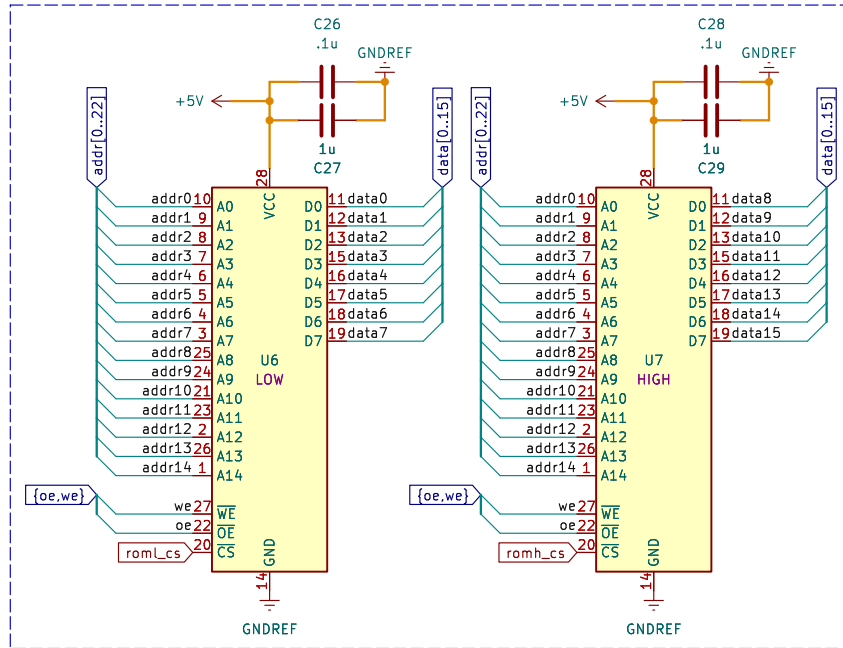 C26
.1u
GNDREF
+5V
1u
C27
addr[0..22]
data[0..15]
28
VCC
addr0 10 A0
addr1 9 A1
addr2 8 A2
addr3 7 A3
addr4 6 A4
addr5 5 A5
addr6 4 A6
addr7 3 A7
addr8 25 A8
addr9 24 A9
addr10 21 A10
addr11 23 A11
addr12 2 A12
addr13 26 A13
addr14 1 A14
D0 11 data0
D1 12 data1
D2 13 data2
D3 15 data3
D4 16 data4
D5 17 data5
D6 18 data6
D7 19 data7
U6
LOW
{oe,we}
we 27 WE
oe 22 OE
roml_cs 20 CS
GND
14
GNDREF
C28
.1u
GNDREF
+5V
1u
C29
addr[0..22]
data[0..15]
28
VCC
addr0 10 A0
addr1 9 A1
addr2 8 A2
addr3 7 A3
addr4 6 A4
addr5 5 A5
addr6 4 A6
addr7 3 A7
addr8 25 A8
addr9 24 A9
addr10 21 A10
addr11 23 A11
addr12 2 A12
addr13 26 A13
addr14 1 A14
D0 11 data8
D1 12 data9
D2 13 data10
D3 15 data11
D4 16 data12
D5 17 data13
D6 18 data14
D7 19 data15
U7
HIGH
{oe,we}
we 27 WE
oe 22 OE
romh_cs 20 CS
GND
14
GNDREF